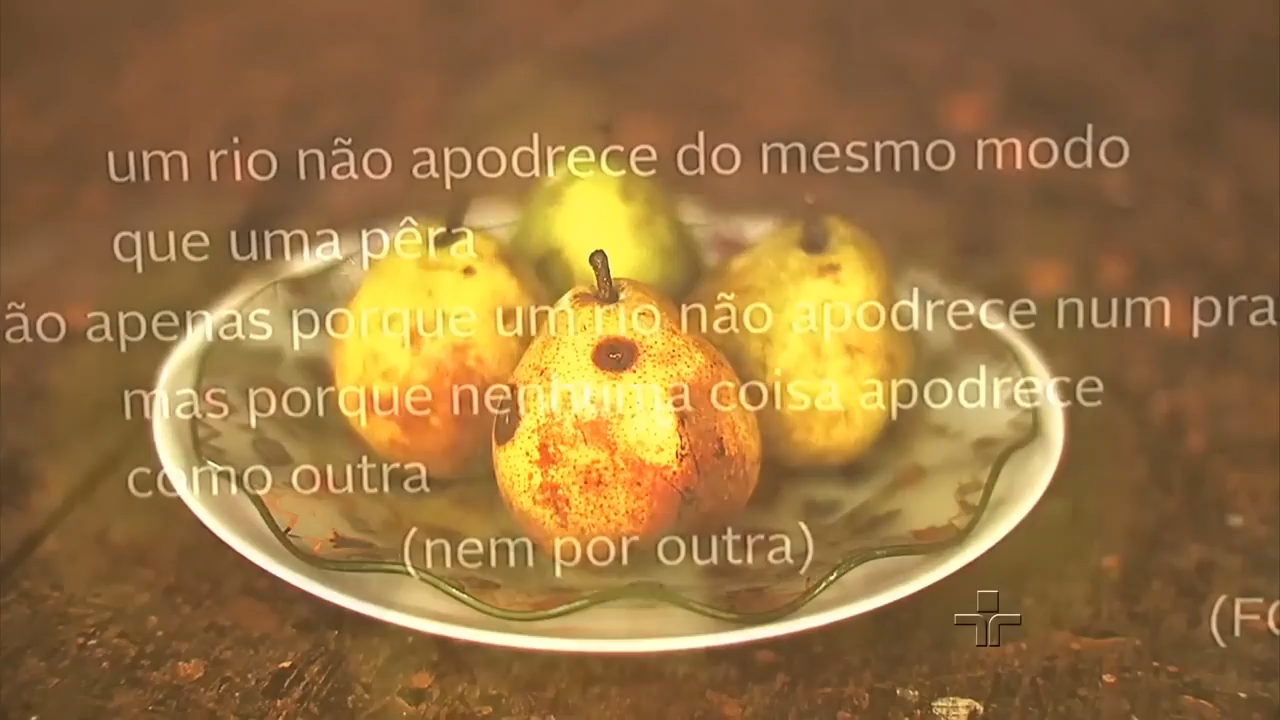 um rio não apodrece do mesmo modo
que uma pêra
ão apenas porque um rio não apodrece num pra
mas porque nenhuma coisa apodrece
como outra
(nem por outra)
(FO